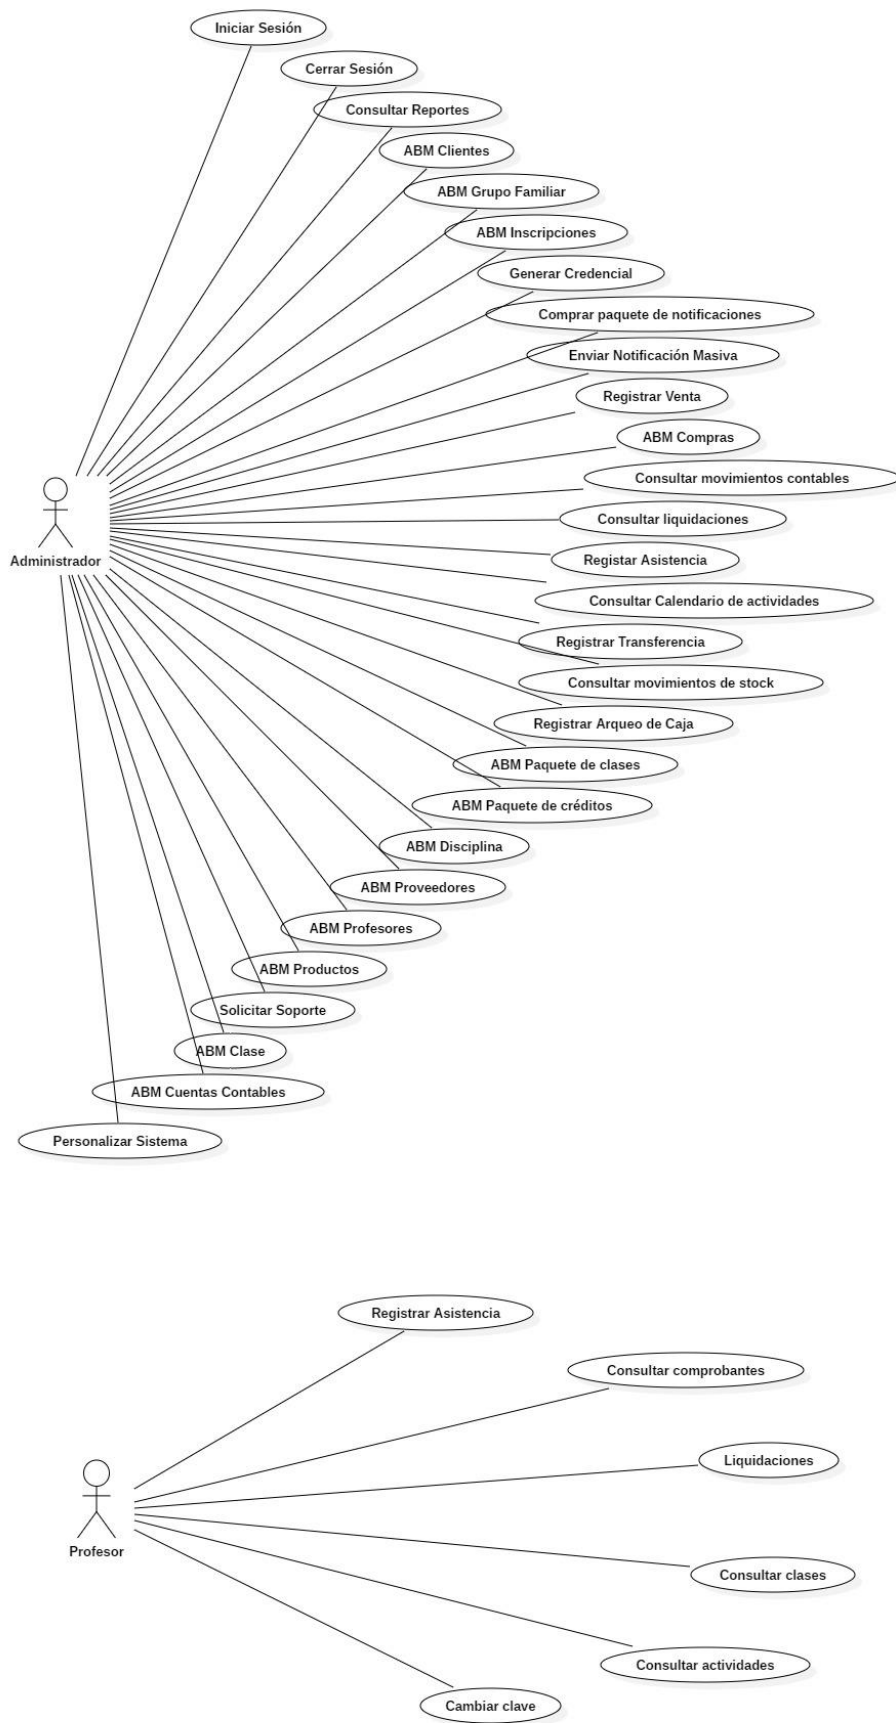 Iniciar Sesión
Cerrar Sesión
Consultar Reportes
ABM Clientes
ABM Grupo Familiar
ABM Inscripciones
Generar Credencial
Comprar paquete de notificaciones
Enviar Notificación Masiva
Registrar Venta
ABM Compras
Consultar movimientos contables
Consultar liquidaciones
Administrador
Registar Asistencia
Consultar Calendario de actividades
Registrar Transferencia
Consultar movimientos de stock
Registrar Arqueo de Caja
ABM Paquete de clases
ABM Paquete de créditos
ABM Disciplina
ABM Proveedores
ABM Profesores
ABM Productos
Solicitar Soporte
ABM Clase
ABM Cuentas Contables
Personalizar Sistema
Registrar Asistencia
Consultar comprobantes
Liquidaciones
Profesor
Consultar clases
Consultar actividades
Cambiar clave